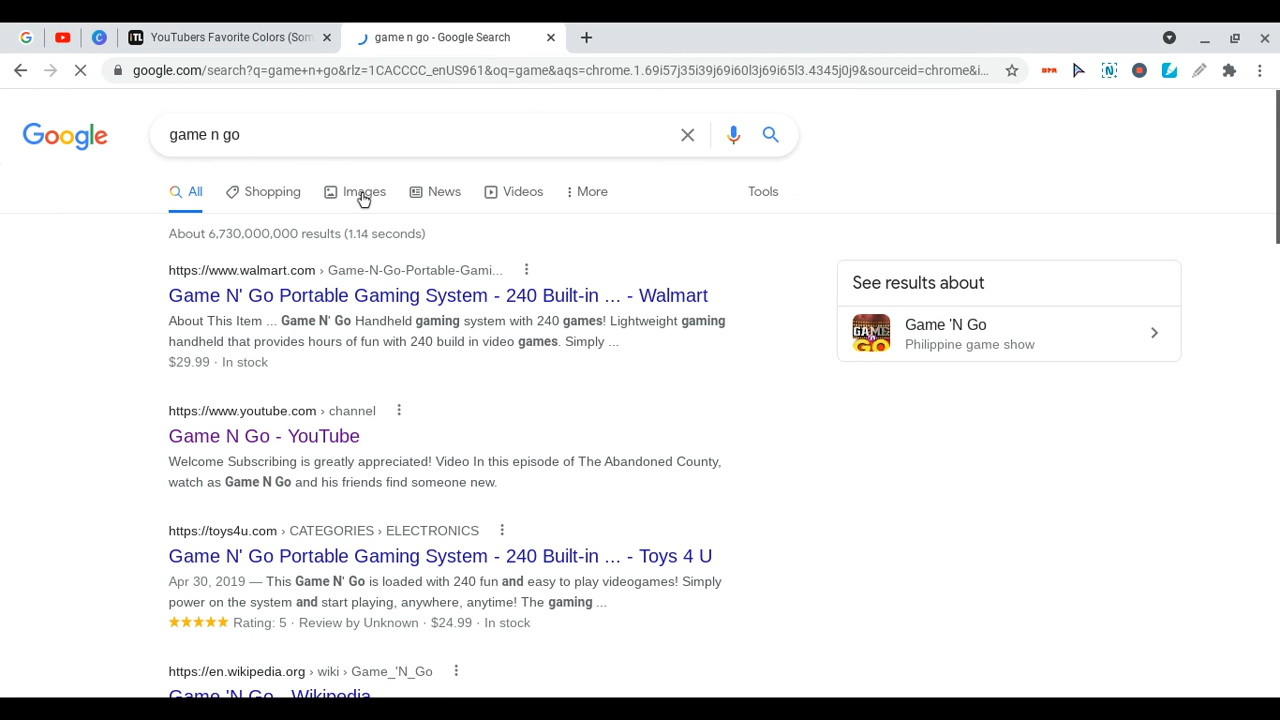 YouTubers Favorite Colors (Som
game n go - Google Search
google.com/search?q=game+n+go&rlz=1CACCCC_enUS961&oq=game&aqs=chrome.1.69i57j35i39j69i60l3j69i65l3.4345j0j9&sourceid=chrome&i...
Google
game n go
All Shopping Images News Videos More Tools
About 6,730,000,000 results (1.14 seconds)
https://www.walmart.com › Game-N-Go-Portable-Gami...
Game N' Go Portable Gaming System - 240 Built-in ... - Walmart
About This Item ... Game N' Go Handheld gaming system with 240 games! Lightweight gaming
handheld that provides hours of fun with 240 build in video games. Simply ...
$29.99 · In stock
See results about
GAME
GO
Game 'N Go
Philippine game show
https://www.youtube.com › channel
Game N Go - YouTube
Welcome Subscribing is greatly appreciated! Video In this episode of The Abandoned County,
watch as Game N Go and his friends find someone new.
https://toys4u.com › CATEGORIES › ELECTRONICS
Game N' Go Portable Gaming System - 240 Built-in ... - Toys 4 U
Apr 30, 2019 — This Game N' Go is loaded with 240 fun and easy to play videogames! Simply
power on the system and start playing, anywhere, anytime! The gaming ...
Rating: 5 · Review by Unknown · $24.99 · In stock
https://en.wikipedia.org › wiki › Game_'N_Go
Game 'N Go - Wikipedia